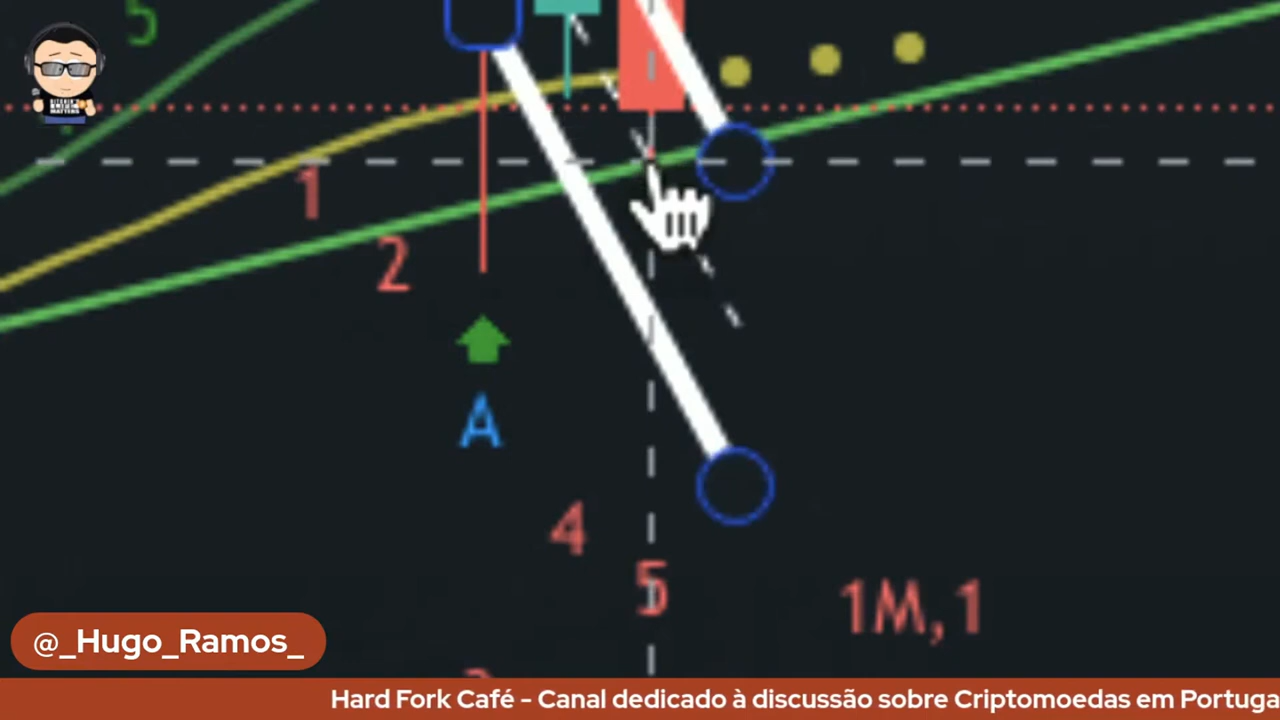 5
1
2
A
4
5
1M,1
@_Hugo_Ramos_
Hard Fork Café - Canal dedicado à discussão sobre Criptomoedas em Portuga